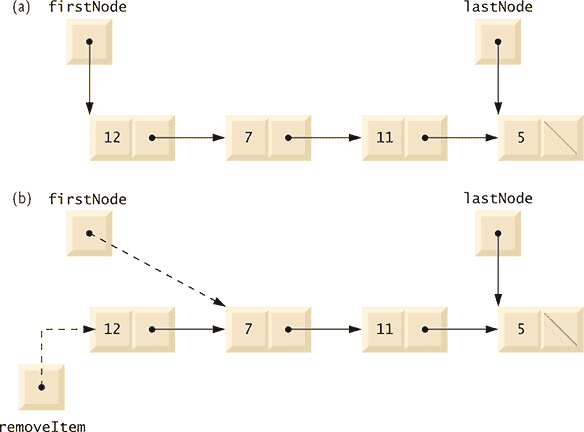 (a) firstNode lastNode
12 7 11 5
(b) firstNode lastNode
12 7 11 5
removeItem